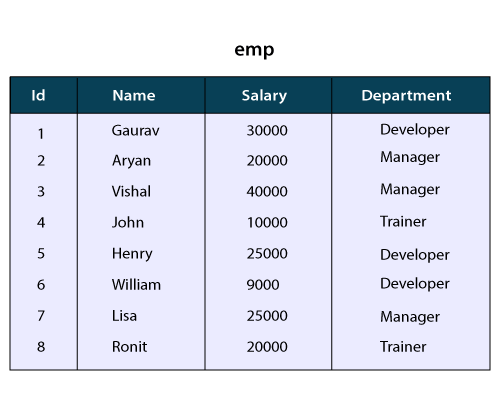 emp
Id Name Salary Department
1 Gaurav 30000 Developer
2 Aryan 20000 Manager
3 Vishal 40000 Manager
4 John 10000 Trainer
5 Henry 25000 Developer
6 William 9000 Developer
7 Lisa 25000 Manager
8 Ronit 20000 Trainer